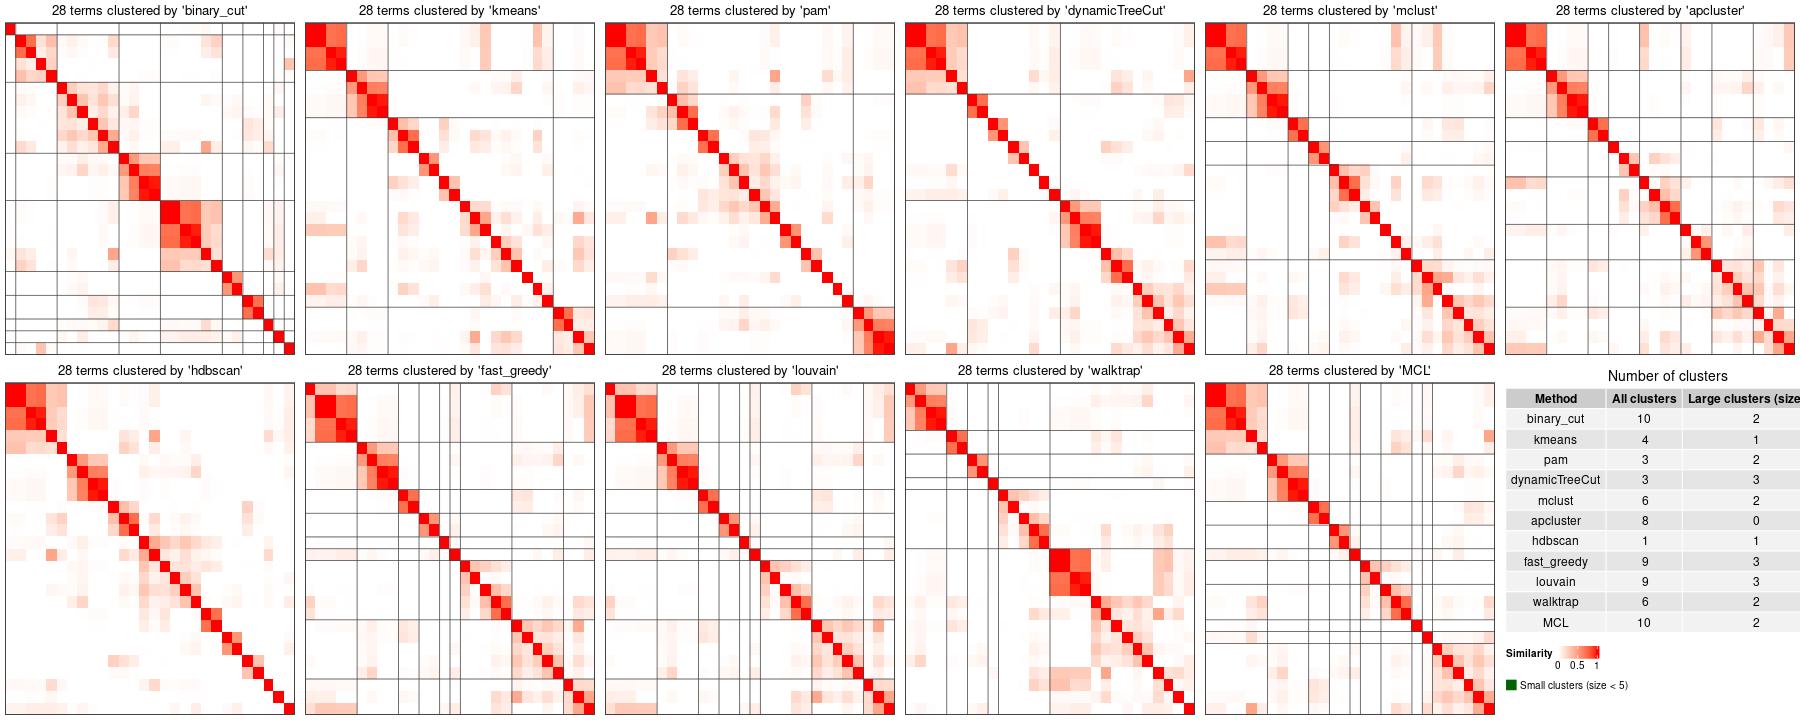 28 terms clustered by 'binary_cut'
28 terms clustered by 'kmeans'
28 terms clustered by 'pam'
28 terms clustered by 'dynamicTreeCut'
28 terms clustered by 'mclust'
28 terms clustered by 'apcluster'
28 terms clustered by 'hdbscan'
28 terms clustered by 'fast_greedy'
28 terms clustered by 'louvain'
28 terms clustered by 'walktrap'
28 terms clustered by 'MCL'
Number of clusters
Method All clusters Large clusters (size
binary_cut 10 2
kmeans 4 1
pam 3 2
dynamicTreeCut 3 3
mclust 6 2
apcluster 8 0
hdbscan 1 1
fast_greedy 9 3
louvain 9 3
walktrap 6 2
MCL 10 2
Similarity
0 0.5 1
Small clusters (size < 5)